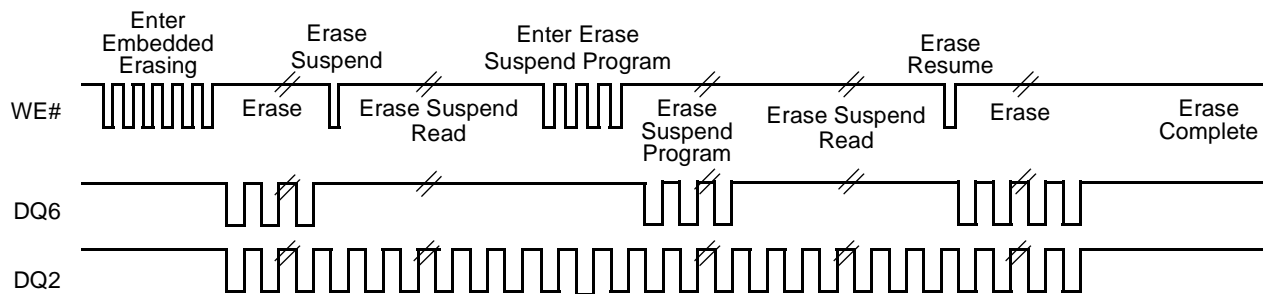 Enter
Embedded
Erasing
Erase
Suspend
Enter Erase
Suspend Program
Erase
Resume
WE#
Erase
Erase Suspend
Read
Erase
Suspend
Program
Erase Suspend
Read
Erase
Erase
Complete
DQ6
DQ2